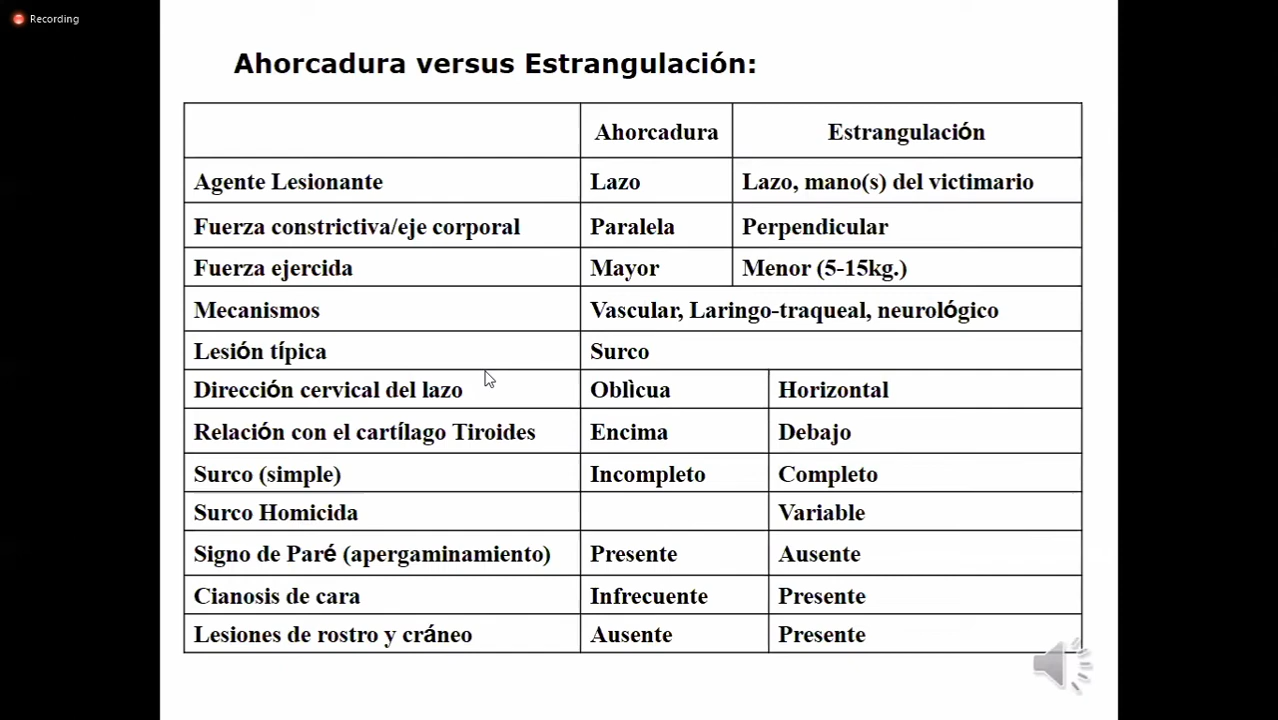 Recording
Ahorcadura versus Estrangulación:
Ahorcadura Estrangulación
Agente Lesionante Lazo Lazo, mano(s) del victimario
Fuerza constrictiva/eje corporal Paralela Perpendicular
Fuerza ejercida Mayor Menor (5-15kg.)
Mecanismos Vascular, Laringo-traqueal, neurológico
Lesión típica Surco
Dirección cervical del lazo Oblìcua Horizontal
Relación con el cartílago Tiroides Encima Debajo
Surco (simple) Incompleto Completo
Surco Homicida Variable
Signo de Paré (apergaminamiento) Presente Ausente
Cianosis de cara Infrecuente Presente
Lesiones de rostro y cráneo Ausente Presente